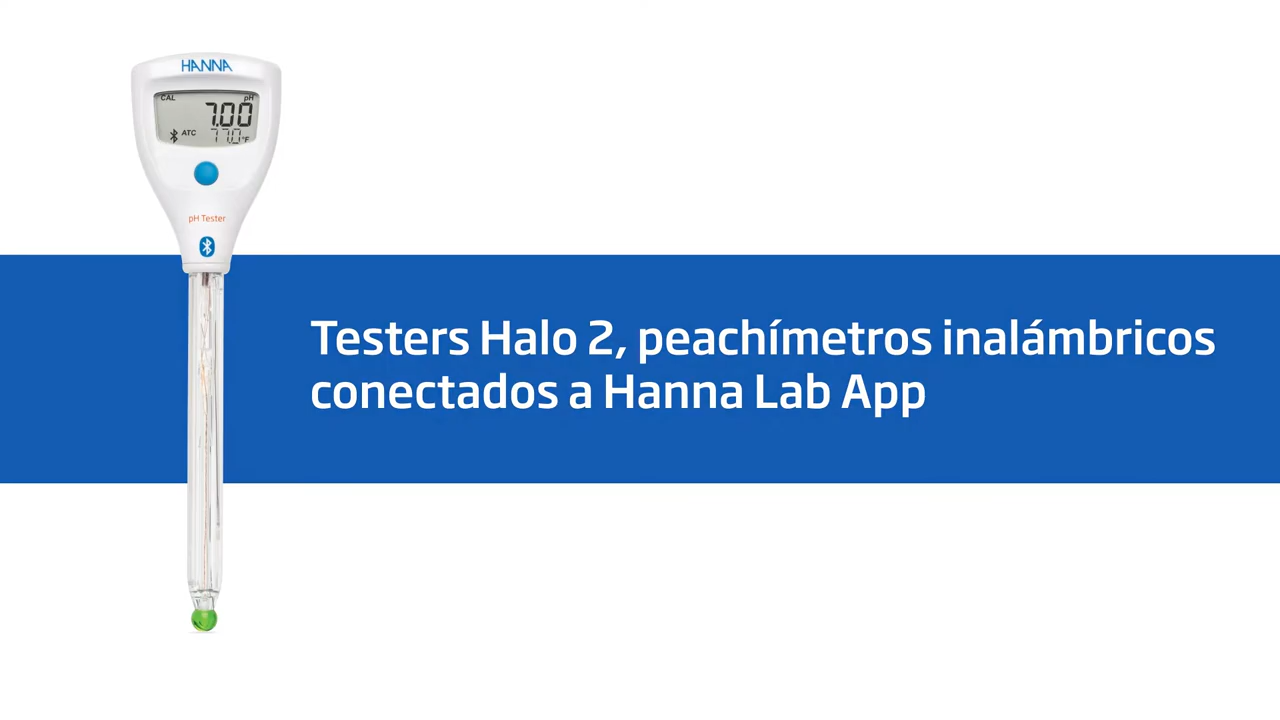 HANNA
CAL pH
7.00
ATC 77.0 °F
pH Tester
Testers Halo 2, peachímetros inalámbricos
conectados a Hanna Lab App